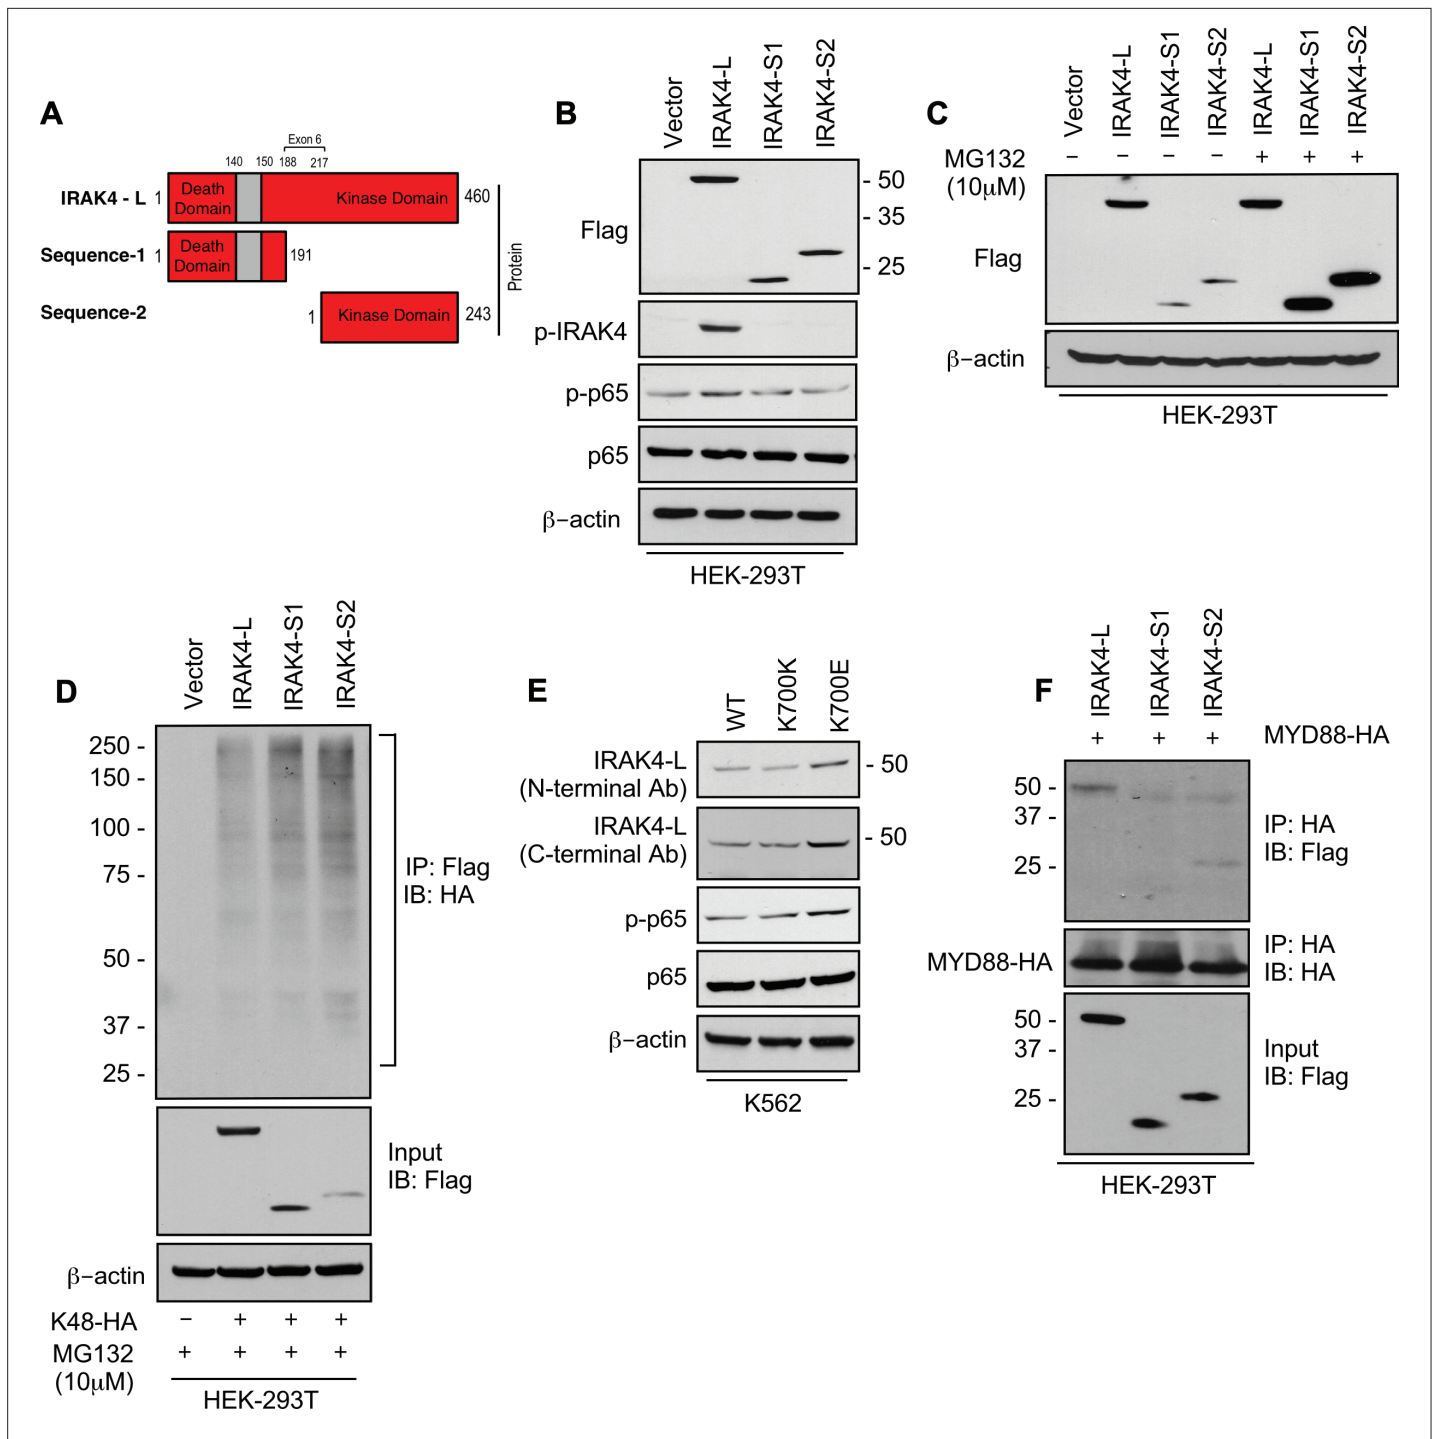 A
Exon 6
140 150 188 217
IRAK4 - L 1 Death Domain Kinase Domain 460
Sequence-1 1 Death Domain 191
Sequence-2 1 Kinase Domain 243
Protein
B
Vector IRAK4-L IRAK4-S1 IRAK4-S2
Flag
- 50
- 35
- 25
p-IRAK4
p-p65
p65
β-actin
HEK-293T
C
Vector IRAK4-L IRAK4-S1 IRAK4-S2 IRAK4-L IRAK4-S1 IRAK4-S2
MG132 − − − − + + +
(10μM)
Flag
β-actin
HEK-293T
D
Vector IRAK4-L IRAK4-S1 IRAK4-S2
250 -
150 -
100 -
75 -
50 -
37 -
25 -
IP: Flag
IB: HA
Input
IB: Flag
β-actin
K48-HA − + + +
MG132 + + + +
(10μM)
HEK-293T
E
WT K700K K700E
IRAK4-L
(N-terminal Ab)
- 50
IRAK4-L
(C-terminal Ab)
- 50
p-p65
p65
β-actin
K562
F
IRAK4-L IRAK4-S1 IRAK4-S2
+ + + MYD88-HA
50 -
37 -
25 -
IP: HA
IB: Flag
MYD88-HA
IP: HA
IB: HA
50 -
37 -
25 -
Input
IB: Flag
HEK-293T